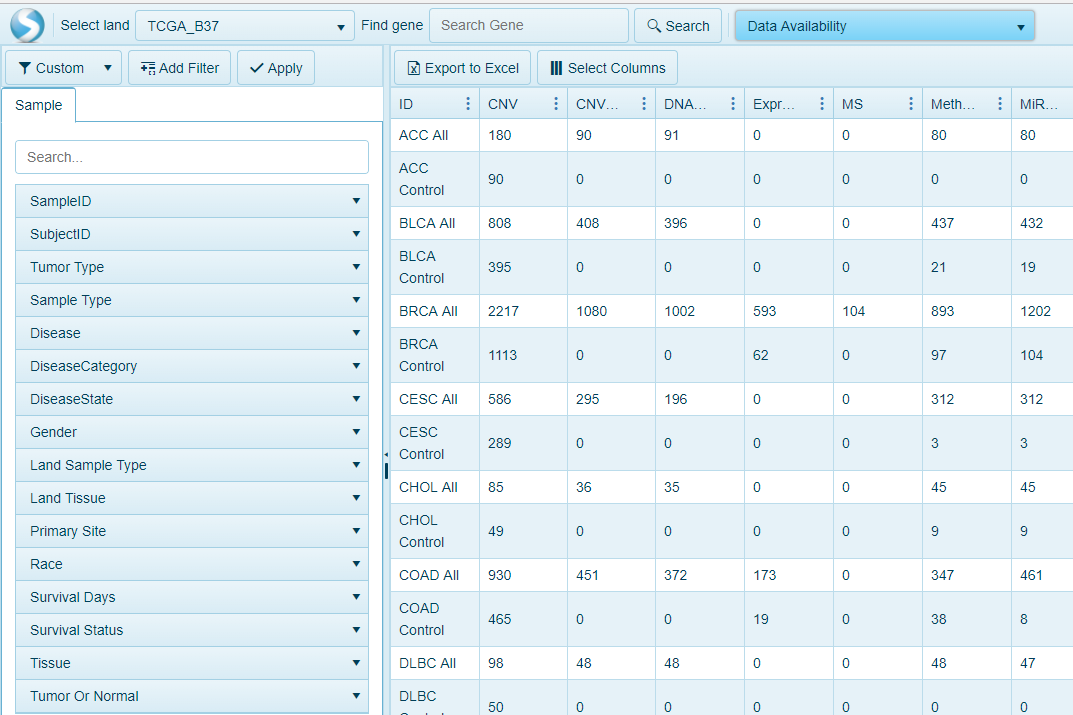 Select land TCGA_B37 Find gene Search Gene Search Data Availability
Custom Add Filter Apply Export to Excel Select Columns
Sample
Search...
SampleID
SubjectID
Tumor Type
Sample Type
Disease
DiseaseCategory
DiseaseState
Gender
Land Sample Type
Land Tissue
Primary Site
Race
Survival Days
Survival Status
Tissue
Tumor Or Normal
ID CNV CNV... DNA... Expr... MS Meth... MiR...
ACC All 180 90 91 0 0 80 80
ACC
Control 90 0 0 0 0 0 0
BLCA All 808 408 396 0 0 437 432
BLCA
Control 395 0 0 0 0 21 19
BRCA All 2217 1080 1002 593 104 893 1202
BRCA
Control 1113 0 0 62 0 97 104
CESC All 586 295 196 0 0 312 312
CESC
Control 289 0 0 0 0 3 3
CHOL All 85 36 35 0 0 45 45
CHOL
Control 49 0 0 0 0 9 9
COAD All 930 451 372 173 0 347 461
COAD
Control 465 0 0 19 0 38 8
DLBC All 98 48 48 0 0 48 47
DLBC
50 0 0 0 0 0 0